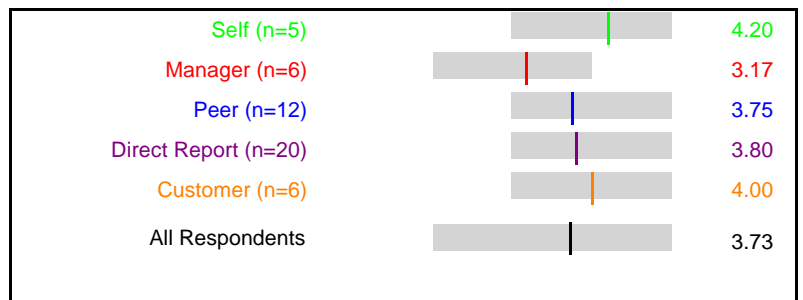 Self (n=5) 4.20
Manager (n=6) 3.17
Peer (n=12) 3.75
Direct Report (n=20) 3.80
Customer (n=6) 4.00
All Respondents 3.73